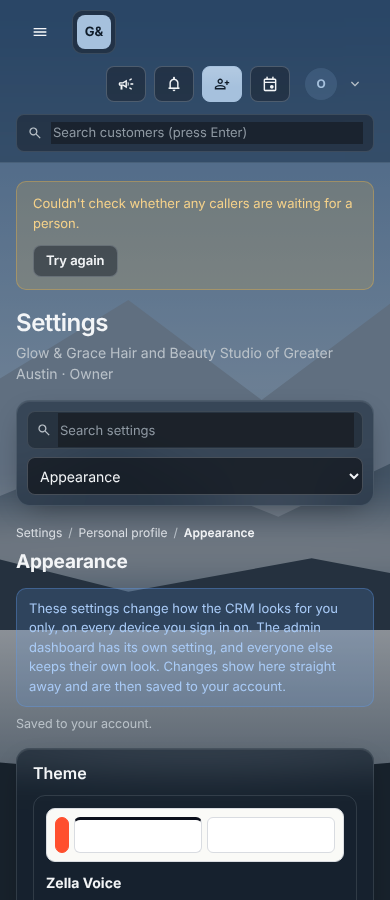 G&
O
Search customers (press Enter)
Couldn't check whether any callers are waiting for a
person.
Try again
Settings
Glow & Grace Hair and Beauty Studio of Greater
Austin · Owner
Search settings
Appearance
Settings / Personal profile / Appearance
Appearance
These settings change how the CRM looks for you
only, on every device you sign in on. The admin
dashboard has its own setting, and everyone else
keeps their own look. Changes show here straight
away and are then saved to your account.
Saved to your account.
Theme
Zella Voice